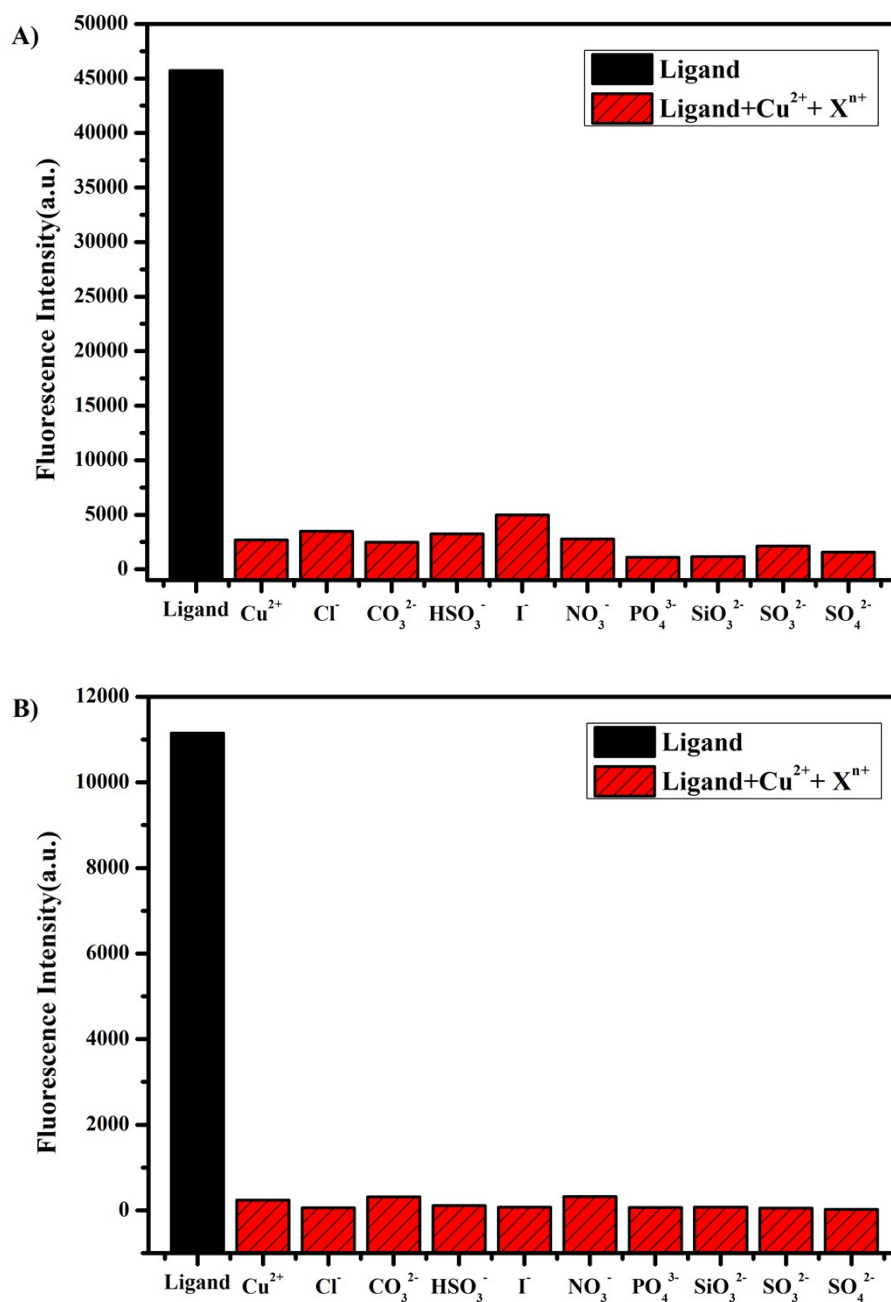 A)
50000
45000
40000
35000
30000
25000
20000
15000
10000
5000
0
Fluorescence Intensity(a.u.)
Ligand
Ligand+Cu²⁺+ Xⁿ⁺
Ligand Cu²⁺ Cl⁻ CO₃²⁻ HSO₃⁻ I⁻ NO₃⁻ PO₄³⁻ SiO₃²⁻ SO₃²⁻ SO₄²⁻
B)
12000
10000
8000
6000
4000
2000
0
Fluorescence Intensity(a.u.)
Ligand
Ligand+Cu²⁺+ Xⁿ⁺
Ligand Cu²⁺ Cl⁻ CO₃²⁻ HSO₃⁻ I⁻ NO₃⁻ PO₄³⁻ SiO₃²⁻ SO₃²⁻ SO₄²⁻